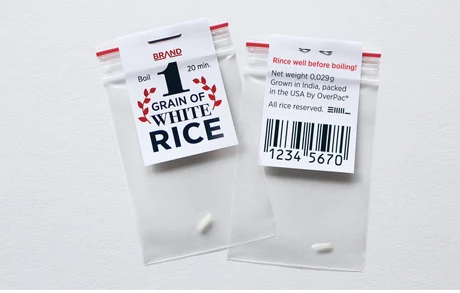 BRAND
Boil 1 20 min.
GRAIN OF
WHITE
RICE
Rince well before boiling!
Net weight 0,029g
Grown in India, packed
in the USA by OverPac®
All rice reserved.
1234 5670